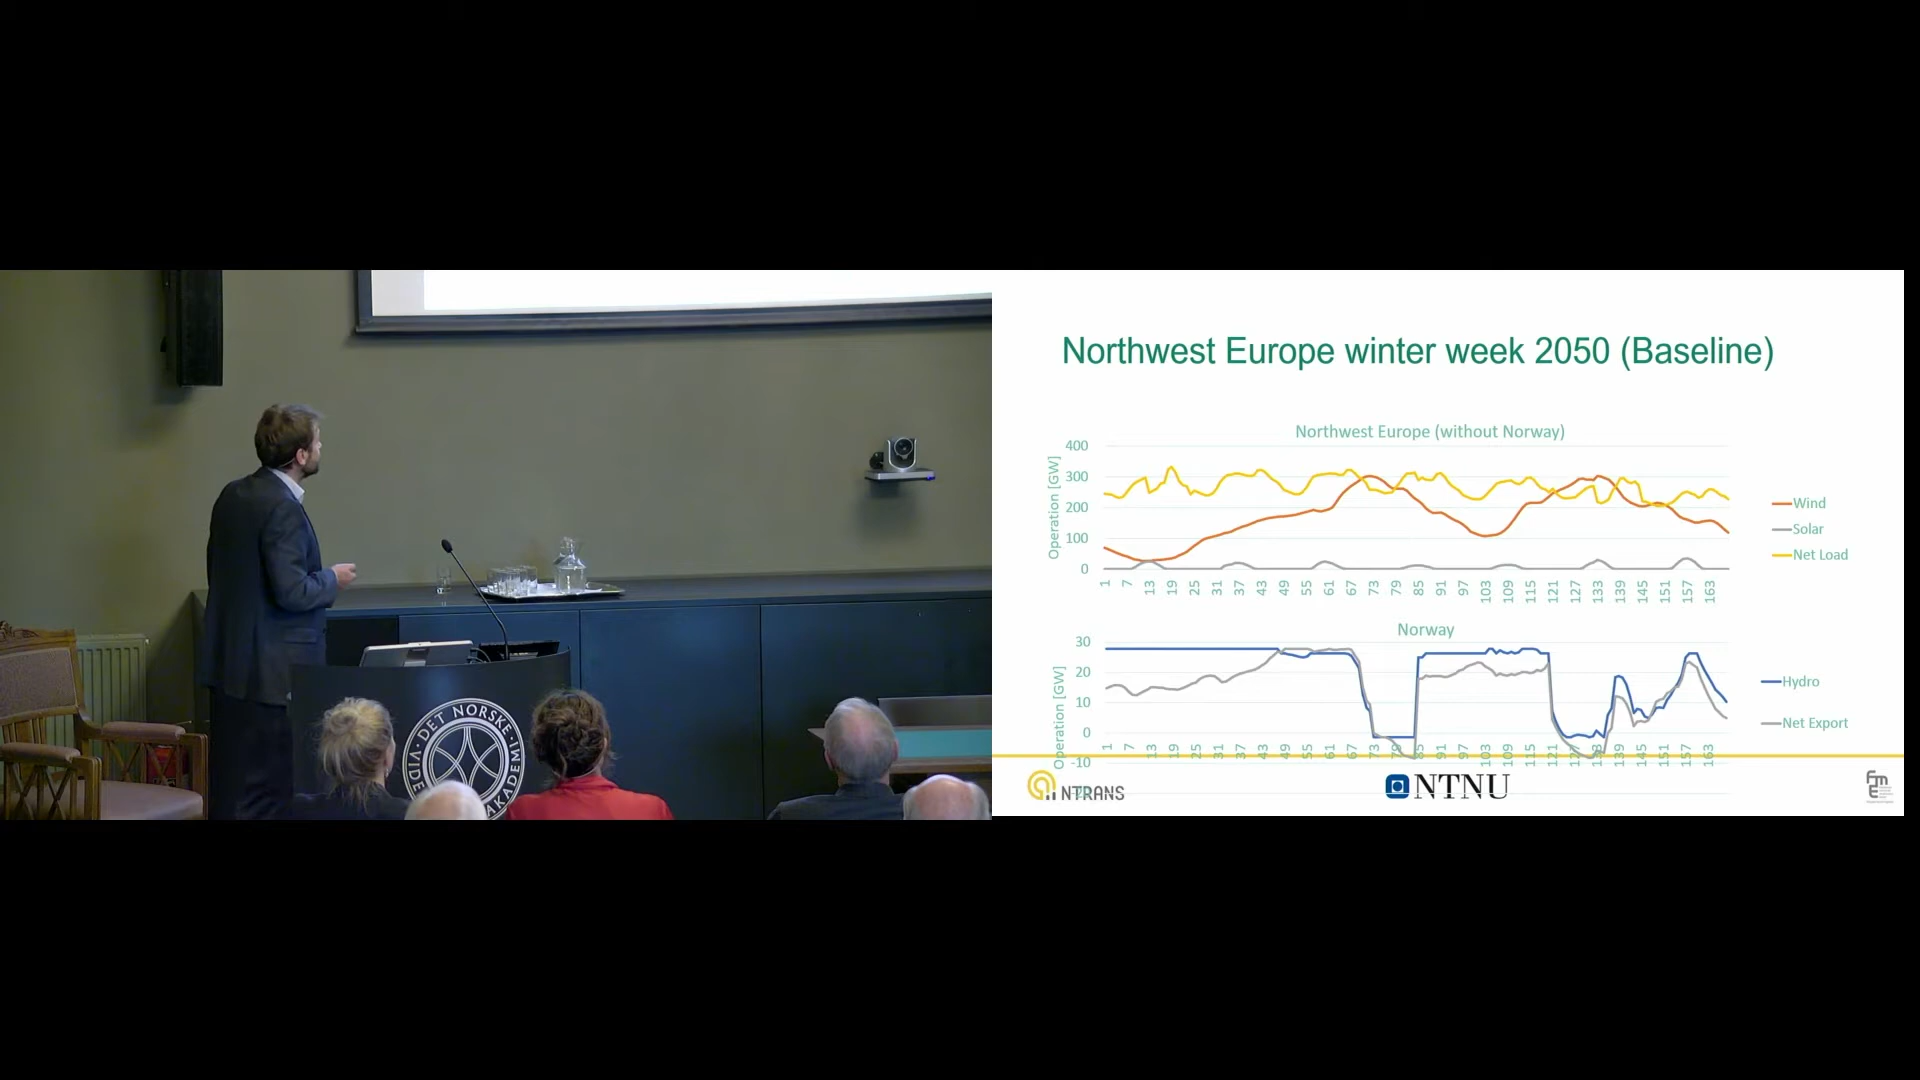 Northwest Europe winter week 2050 (Baseline)
Northwest Europe (without Norway)
Operation [GW]
400
300
200
100
0
1 7 13 19 25 31 37 43 49 55 61 67 73 79 85 91 97 103 109 115 121 127 133 139 145 151 157 163
Wind
Solar
Net Load
Norway
Operation [GW]
30
20
10
0
-10
1 7 13 19 25 31 37 43 49 55 61 67 73 79 85 91 97 103 109 115 121 127 133 139 145 151 157 163
Hydro
Net Export
NTRANS
NTNU
FME
DET NORSKE
VIDE
AKADEMI